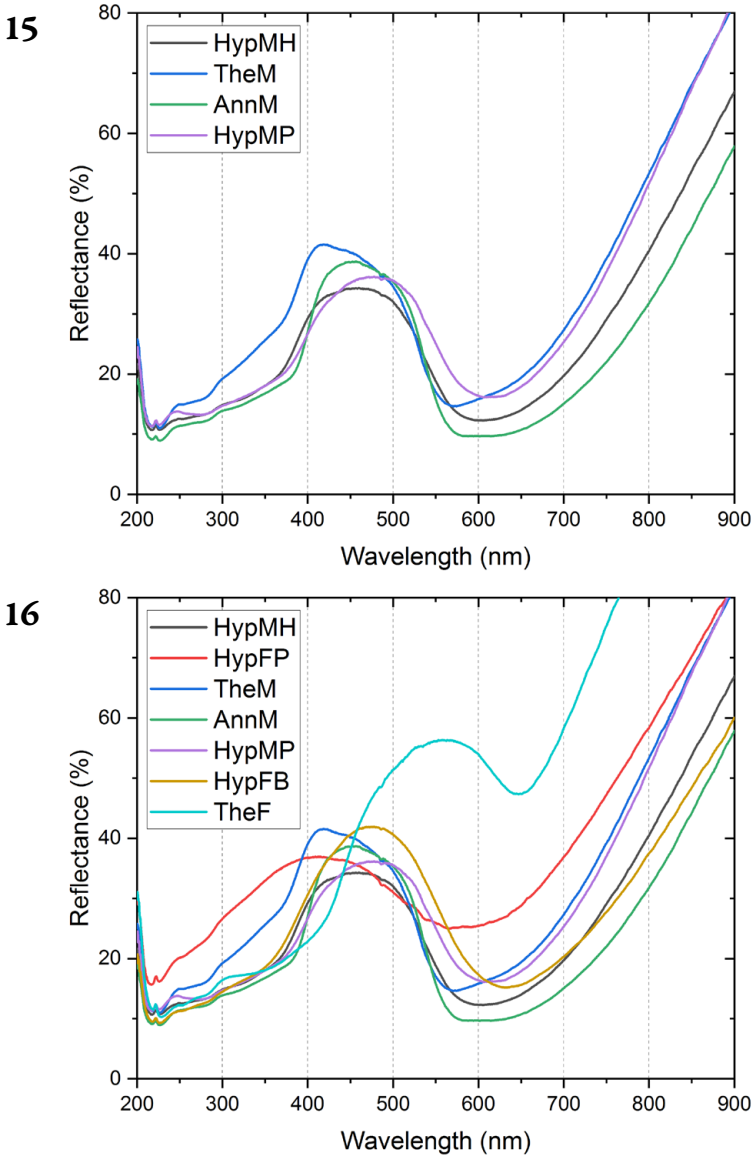 15
80
60
40
20
0
HypMH
TheM
AnnM
HypMP
Reflectance (%)
200 300 400 500 600 700 800 900
Wavelength (nm)
16
80
60
40
20
0
HypMH
HypFP
TheM
AnnM
HypMP
HypFB
TheF
Reflectance (%)
200 300 400 500 600 700 800 900
Wavelength (nm)